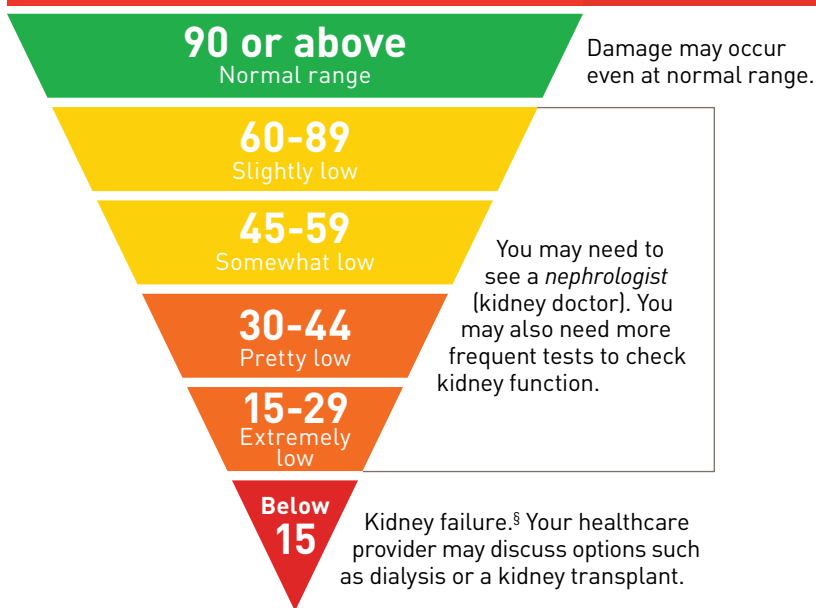 90 or above
Normal range
Damage may occur
even at normal range.
60-89
Slightly low
45-59
Somewhat low
30-44
Pretty low
15-29
Extremely
low
You may need to
see a nephrologist
(kidney doctor). You
may also need more
frequent tests to check
kidney function.
Below
15
Kidney failure.§ Your healthcare
provider may discuss options such
as dialysis or a kidney transplant.